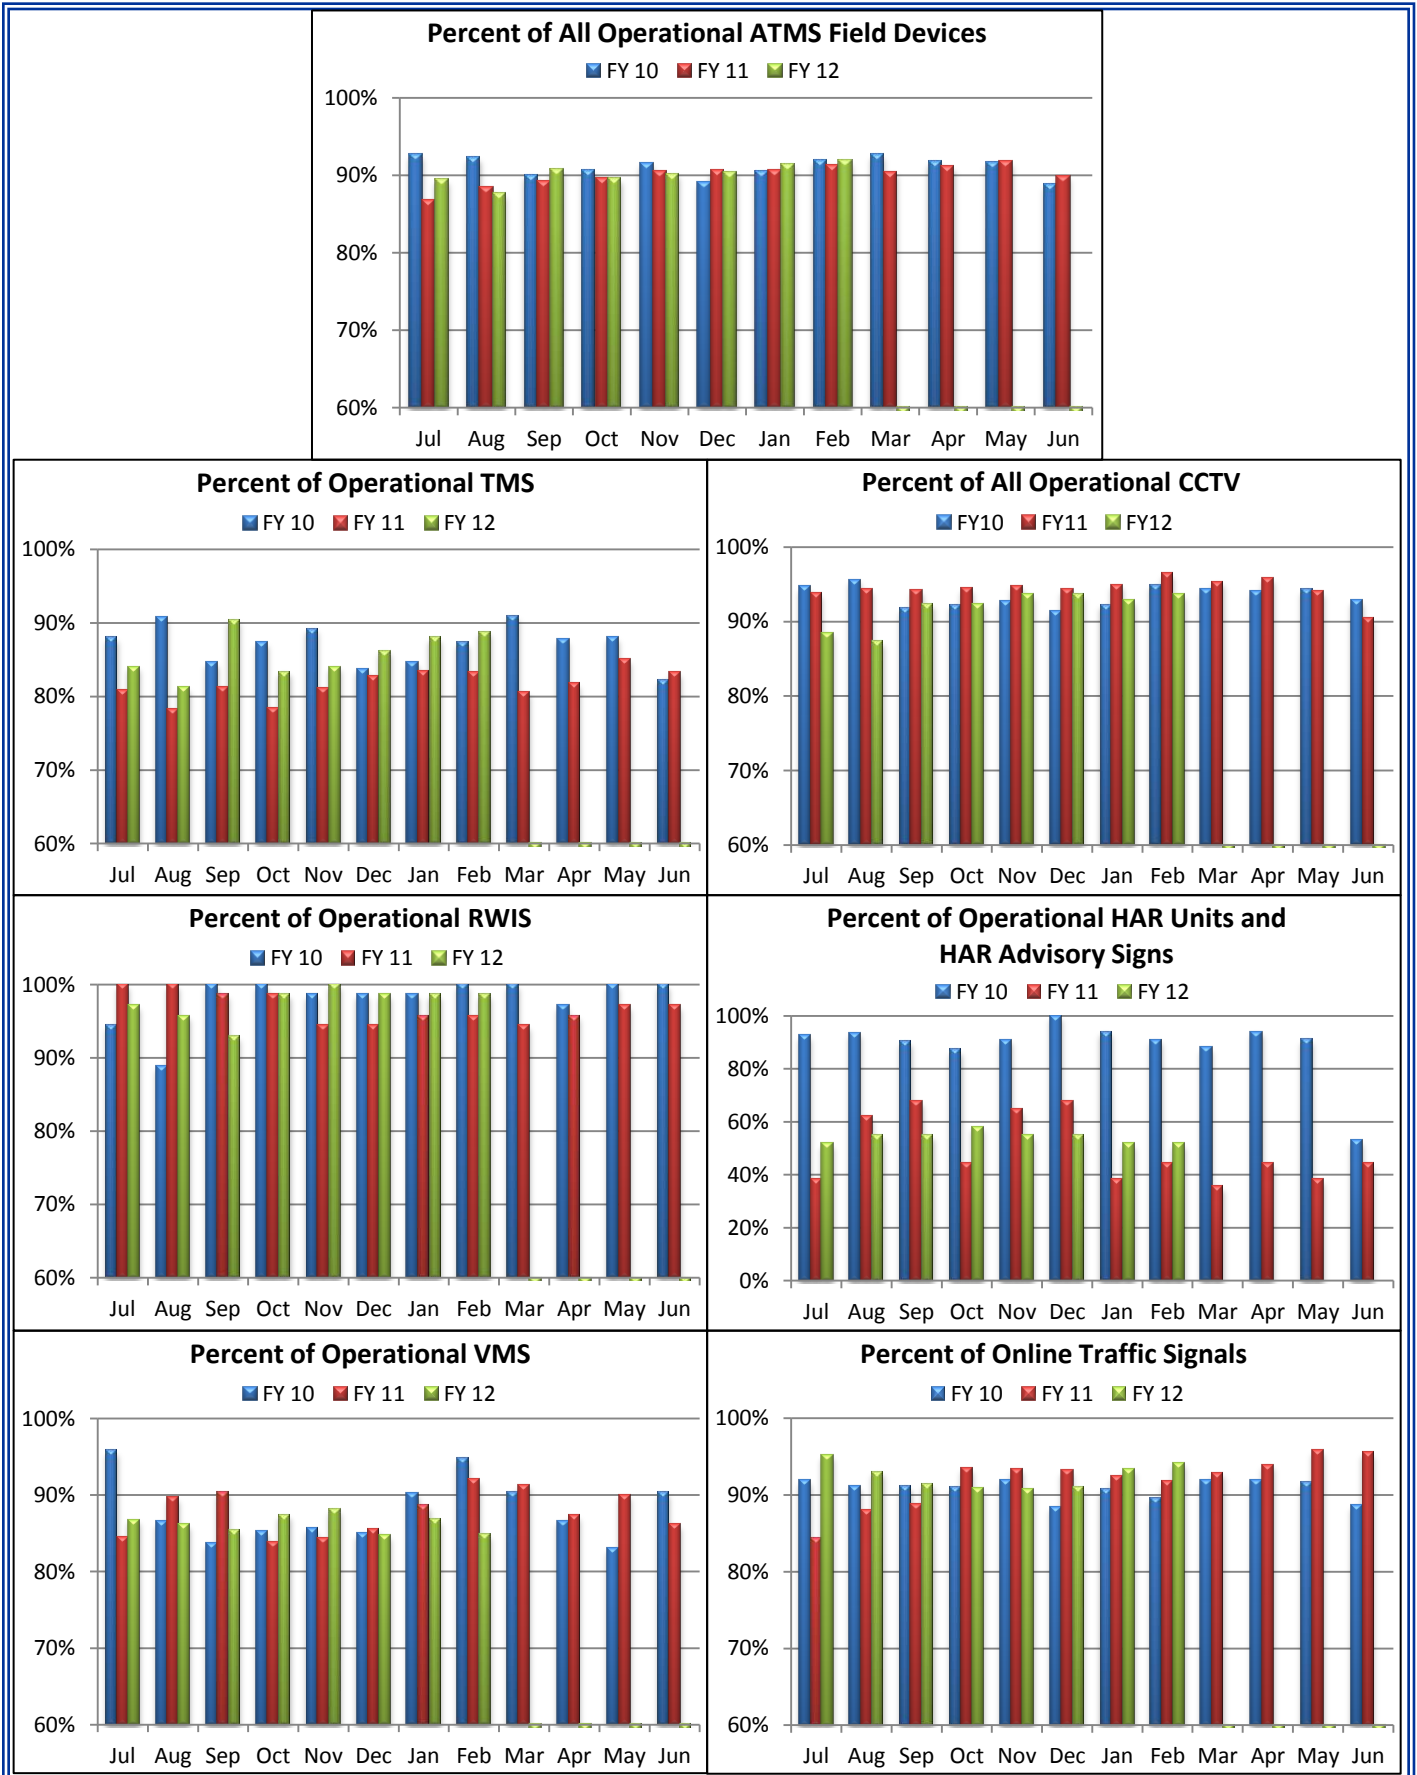 Percent of All Operational ATMS Field Devices
FY 10 FY 11 FY 12
100%
90%
80%
70%
60%
Jul Aug Sep Oct Nov Dec Jan Feb Mar Apr May Jun
Percent of Operational TMS
FY 10 FY 11 FY 12
100%
90%
80%
70%
60%
Jul Aug Sep Oct Nov Dec Jan Feb Mar Apr May Jun
Percent of All Operational CCTV
FY10 FY11 FY12
100%
90%
80%
70%
60%
Jul Aug Sep Oct Nov Dec Jan Feb Mar Apr May Jun
Percent of Operational RWIS
FY 10 FY 11 FY 12
100%
90%
80%
70%
60%
Jul Aug Sep Oct Nov Dec Jan Feb Mar Apr May Jun
Percent of Operational HAR Units and
HAR Advisory Signs
FY 10 FY 11 FY 12
100%
80%
60%
40%
20%
0%
Jul Aug Sep Oct Nov Dec Jan Feb Mar Apr May Jun
Percent of Operational VMS
FY 10 FY 11 FY 12
100%
90%
80%
70%
60%
Jul Aug Sep Oct Nov Dec Jan Feb Mar Apr May Jun
Percent of Online Traffic Signals
FY 10 FY 11 FY 12
100%
90%
80%
70%
60%
Jul Aug Sep Oct Nov Dec Jan Feb Mar Apr May Jun